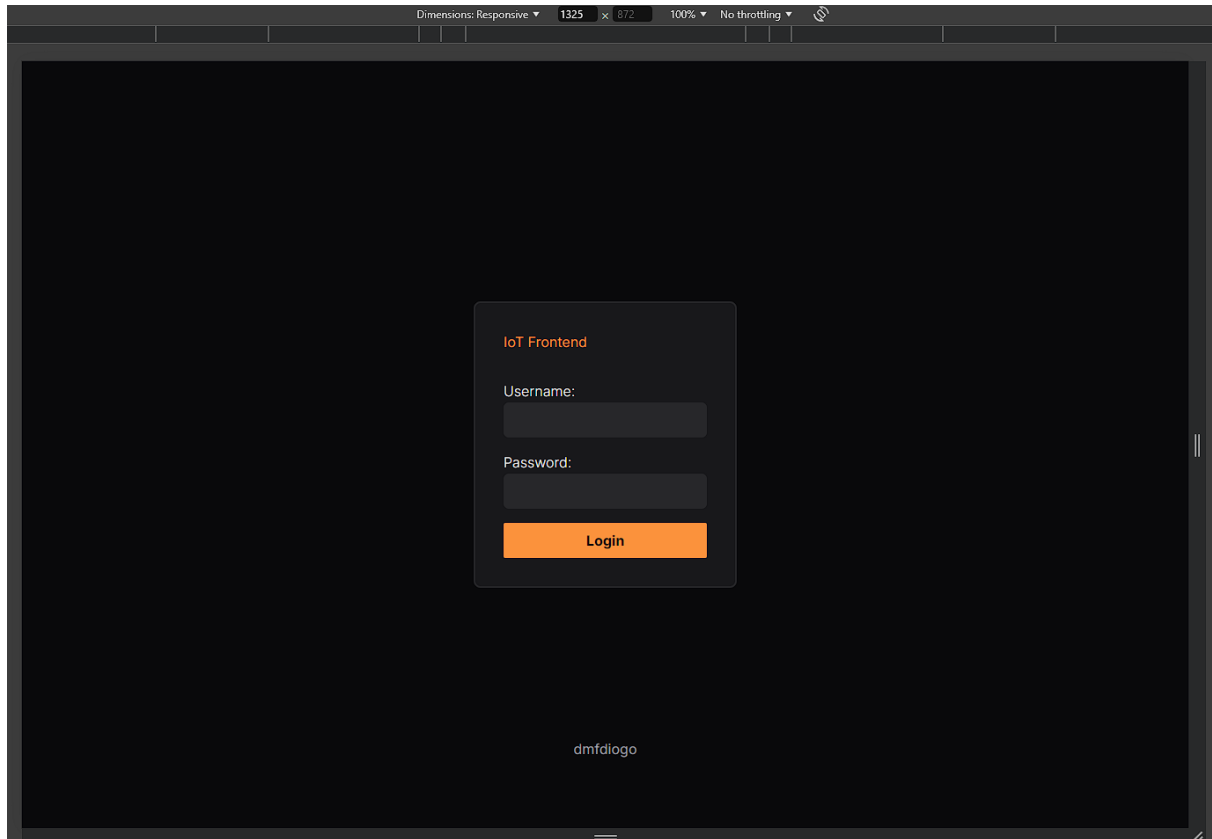 Dimensions: Responsive ▼ 1325 x 872 100% ▼ No throttling ▼
IoT Frontend
Username:
Password:
Login
dmfdiogo